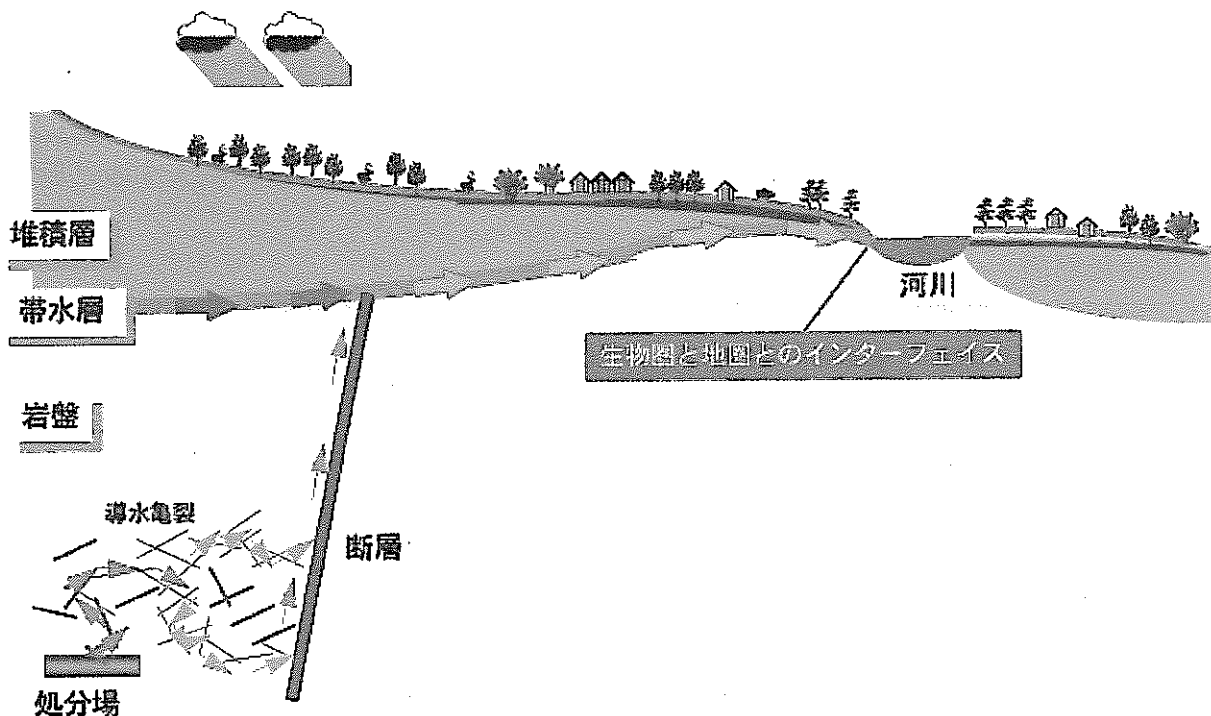 堆積層
帯水層
河川
生物圏と地圏とのインターフェイス
岩盤
導水亀裂
断層
処分場